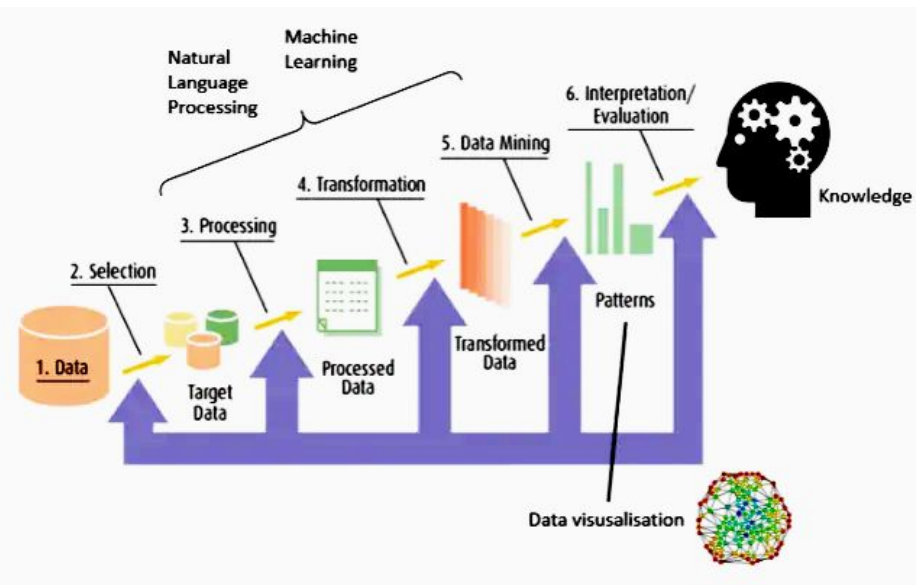 Natural
Language
Processing
Machine
Learning
6. Interpretation/
Evaluation
5. Data Mining
4. Transformation
Knowledge
3. Processing
2. Selection
Patterns
Transformed
Data
1. Data
Processed
Data
Target
Data
Data visusalisation